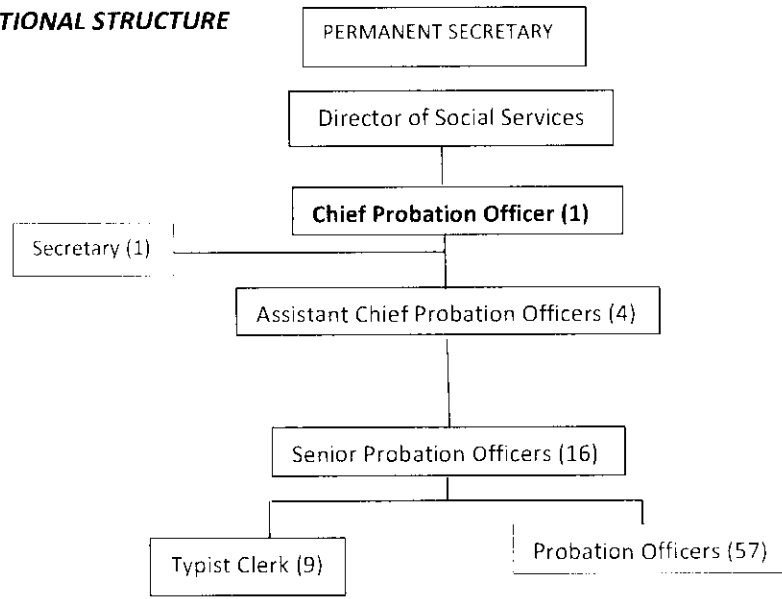 TIONAL STRUCTURE
PERMANENT SECRETARY
Director of Social Services
Chief Probation Officer (1)
Secretary (1)
Assistant Chief Probation Officers (4)
Senior Probation Officers (16)
Typist Clerk (9)
Probation Officers (57)